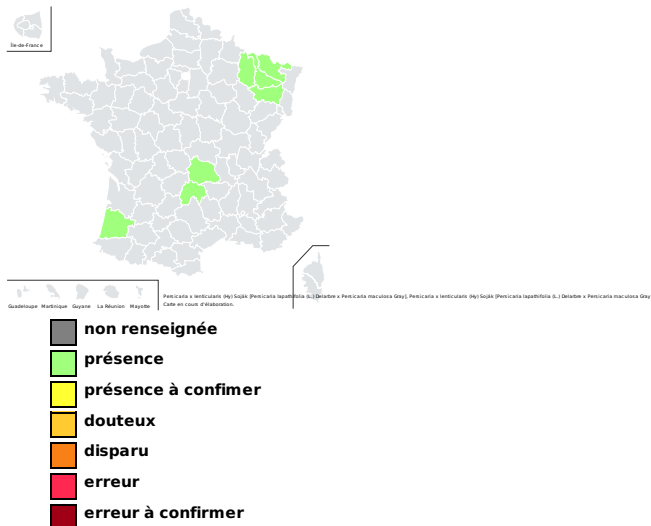 Île-de-France
Guadeloupe Martinique Guyane La Réunion Mayotte
Persicaria x lenticularis (Hy) Soják [Persicaria lapathifolia (L.) Delarbre x Persicaria maculosa Gray], Persicaria x lenticularis (Hy) Soják [Persicaria lapathifolia (L.) Delarbre x Persicaria maculosa Gray
Carte en cours d'élaboration.
non renseignée
présence
présence à confimer
douteux
disparu
erreur
erreur à confirmer